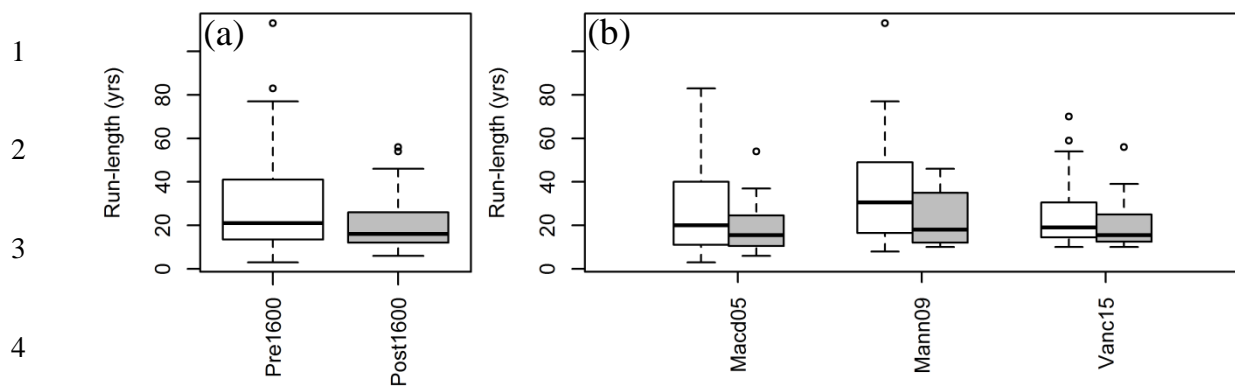 1
2
3
4
(a)
Run-length (yrs)
0 20 40 60 80
Pre1600 Post1600
(b)
Run-length (yrs)
0 20 40 60 80
Macd05 Mann09 Vanc15